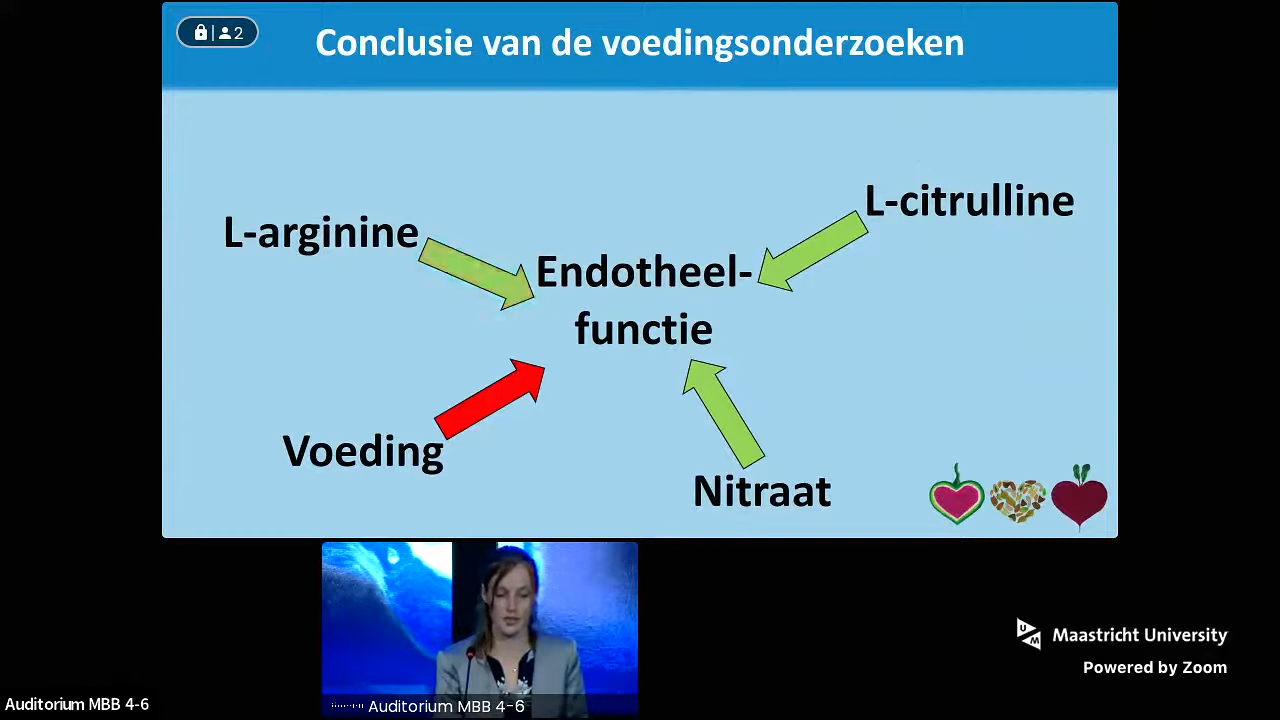 2
Conclusie van de voedingsonderzoeken
L-citrulline
L-arginine
Endotheel-
functie
Voeding
Nitraat
UM
Maastricht University
Powered by Zoom
Auditorium MBB 4-6
Auditorium MBB 4-6